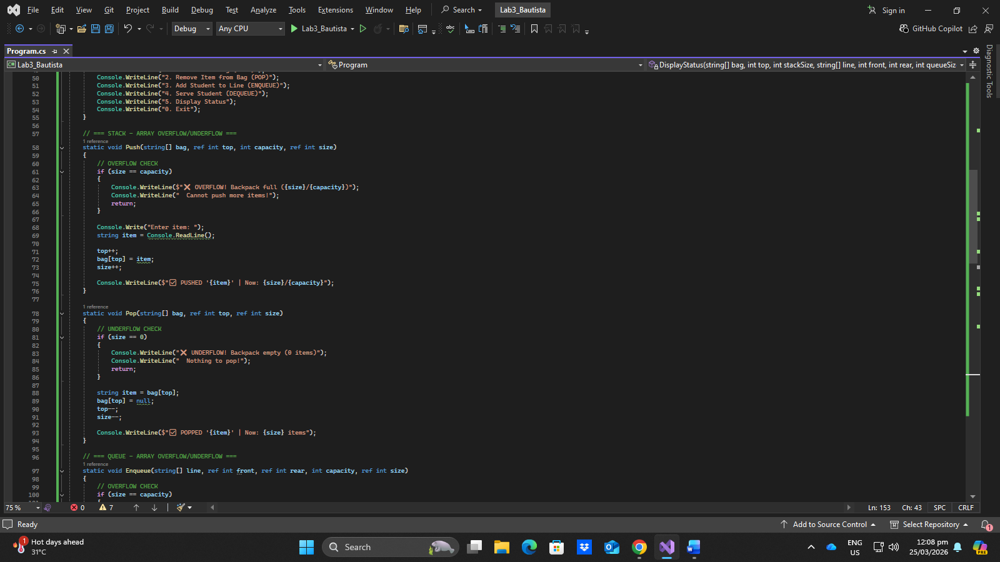 File Edit View Git Project Build Debug Test Analyze Tools Extensions Window Help Search Lab3_Bautista Sign in
Debug Any CPU Lab3_Bautista GitHub Copilot
Program.cs
C# Lab3_Bautista Program DisplayStatus(string[] bag, int top, int stackSize, string[] line, int front, int rear, int queueSiz
Diagnostic Tools
50 Console.WriteLine("2. Remove Item from Bag (POP)");
51 Console.WriteLine("3. Add Student to Line (ENQUEUE)");
52 Console.WriteLine("4. Serve Student (DEQUEUE)");
53 Console.WriteLine("5. Display Status");
54 Console.WriteLine("0. Exit");
55 }
56
57 // === STACK - ARRAY OVERFLOW/UNDERFLOW ===
1 reference
58 static void Push(string[] bag, ref int top, int capacity, ref int size)
59 {
60 // OVERFLOW CHECK
61 if (size == capacity)
62 {
63 Console.WriteLine($"❌ OVERFLOW! Backpack full ({size}/{capacity})");
64 Console.WriteLine("  Cannot push more items!");
65 return;
66 }
67
68 Console.Write("Enter item: ");
69 string item = Console.ReadLine();
70
71 top++;
72 bag[top] = item;
73 size++;
74
75 Console.WriteLine($"☑ PUSHED '{item}' | Now: {size}/{capacity}");
76 }
77
1 reference
78 static void Pop(string[] bag, ref int top, ref int size)
79 {
80 // UNDERFLOW CHECK
81 if (size == 0)
82 {
83 Console.WriteLine("❌ UNDERFLOW! Backpack empty (0 items)");
84 Console.WriteLine("  Nothing to pop!");
85 return;
86 }
87
88 string item = bag[top];
89 bag[top] = null;
90 top--;
91 size--;
92
93 Console.WriteLine($"☑ POPPED '{item}' | Now: {size} items");
94 }
95
96 // === QUEUE - ARRAY OVERFLOW/UNDERFLOW ===
1 reference
97 static void Enqueue(string[] line, ref int front, ref int rear, int capacity, ref int size)
98 {
99 // OVERFLOW CHECK
100 if (size == capacity)
75 % 0 7 Ln: 153 Ch: 43 SPC CRLF
Ready Add to Source Control Select Repository 1
1 Hot days ahead
31°C
Search
ENG
US
12:08 pm
25/03/2026
PRE